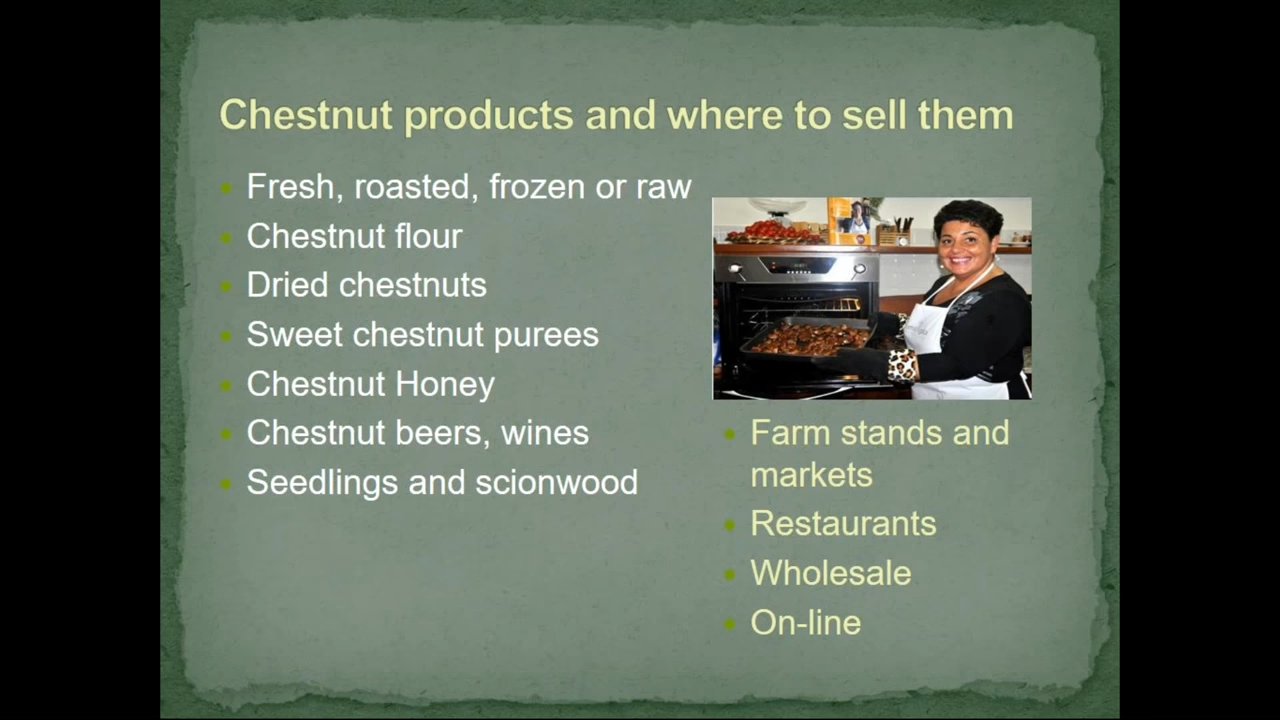 Chestnut products and where to sell them
Fresh, roasted, frozen or raw
Chestnut flour
Dried chestnuts
Sweet chestnut purees
Chestnut Honey
Chestnut beers, wines
Seedlings and scionwood
Farm stands and
markets
Restaurants
Wholesale
On-line